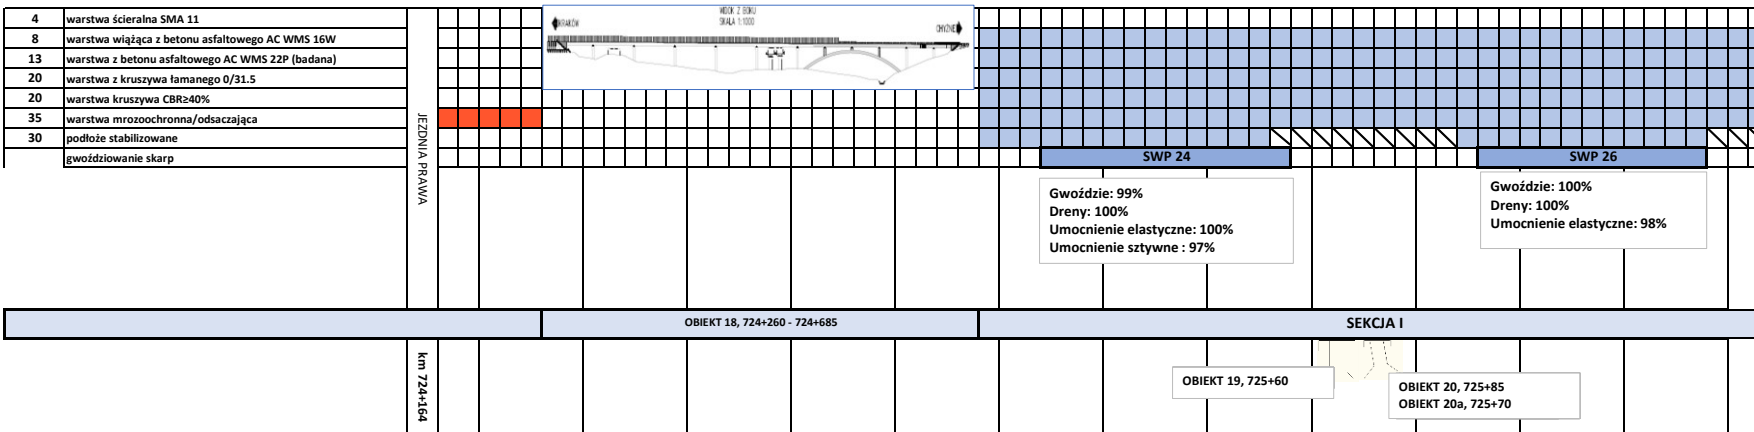 4 warstwa ścieralna SMA 11
8 warstwa wiążąca z betonu asfaltowego AC WMS 16W
13 warstwa z betonu asfaltowego AC WMS 22P (badana)
20 warstwa z kruszywa łamanego 0/31.5
20 warstwa kruszywa CBR≥40%
35 warstwa mrozoochronna/odsaczająca
30 podłoże stabilizowane
gwoździowanie skarp
JEZDNIA PRAWA
WIDOK Z BOKU
SKALA 1:1000
KRAKÓW
CHYŻNE
SWP 24
Gwoździe: 99%
Dreny: 100%
Umocnienie elastyczne: 100%
Umocnienie sztywne : 97%
SWP 26
Gwoździe: 100%
Dreny: 100%
Umocnienie elastyczne: 98%
OBIEKT 18, 724+260 - 724+685
SEKCJA I
km 724+164
OBIEKT 19, 725+60
OBIEKT 20, 725+85
OBIEKT 20a, 725+70